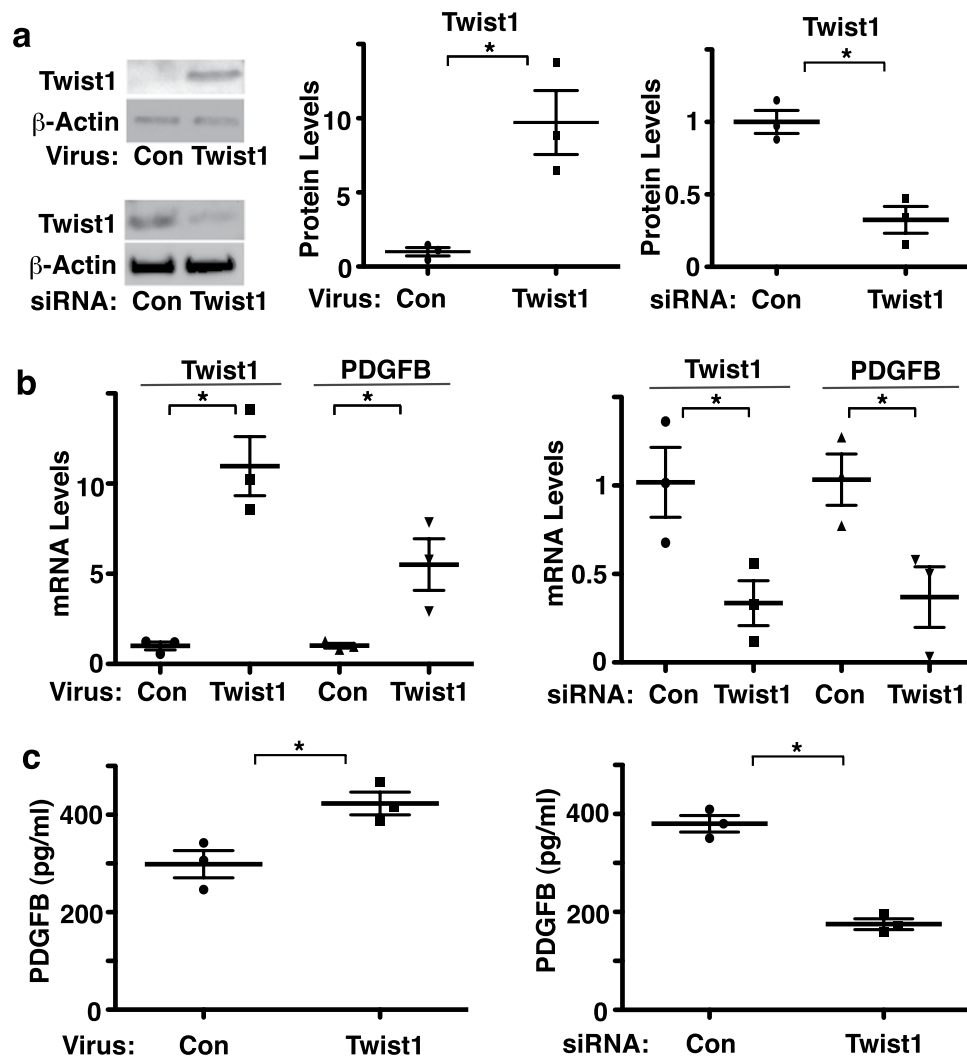 a
Twist1
β-Actin
Virus: Con Twist1
Twist1
β-Actin
siRNA: Con Twist1
Twist1
*
Protein Levels
10
5
0
Virus: Con Twist1
Twist1
*
Protein Levels
1
0.5
0
siRNA: Con Twist1
b
Twist1 PDGFB
* *
mRNA Levels
10
5
0
Virus: Con Twist1 Con Twist1
Twist1 PDGFB
* *
mRNA Levels
1
0.5
0
siRNA: Con Twist1 Con Twist1
c
*
PDGFB (pg/ml)
400
200
0
Virus: Con Twist1
*
PDGFB (pg/ml)
400
200
0
siRNA: Con Twist1